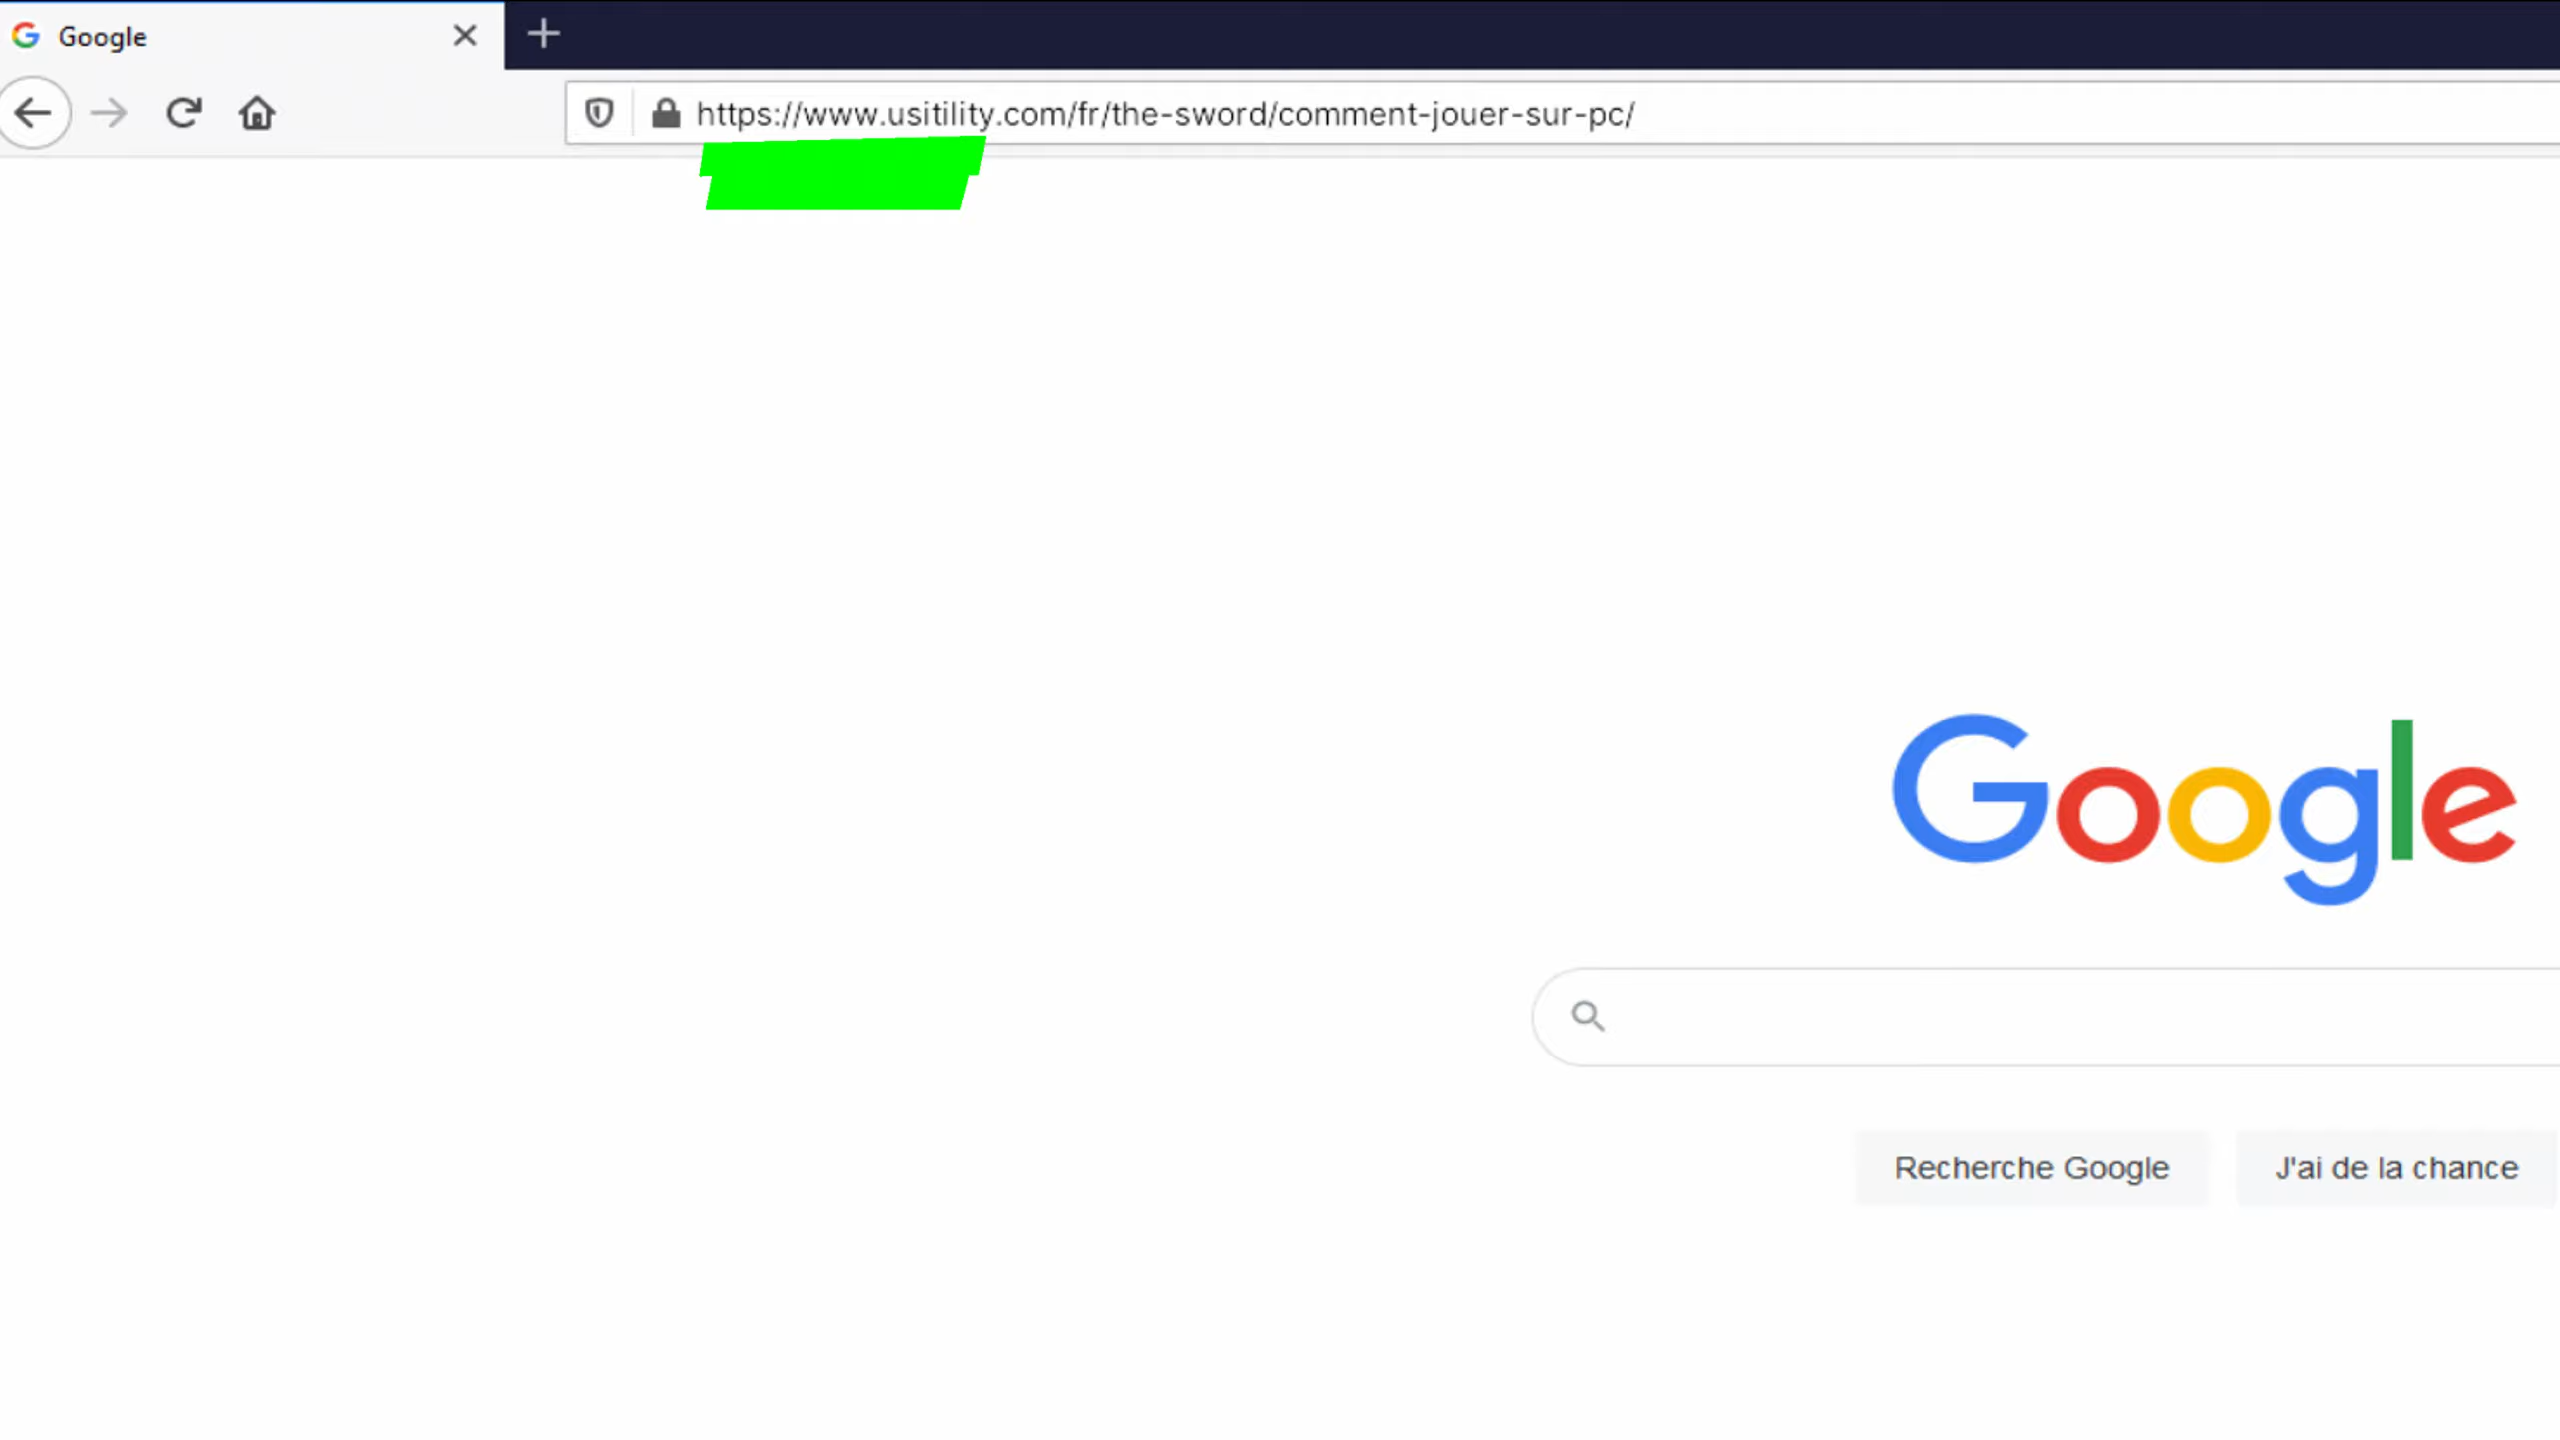 Google
https://www.usitility.com/fr/the-sword/comment-jouer-sur-pc/
Google
Recherche Google
J'ai de la chance